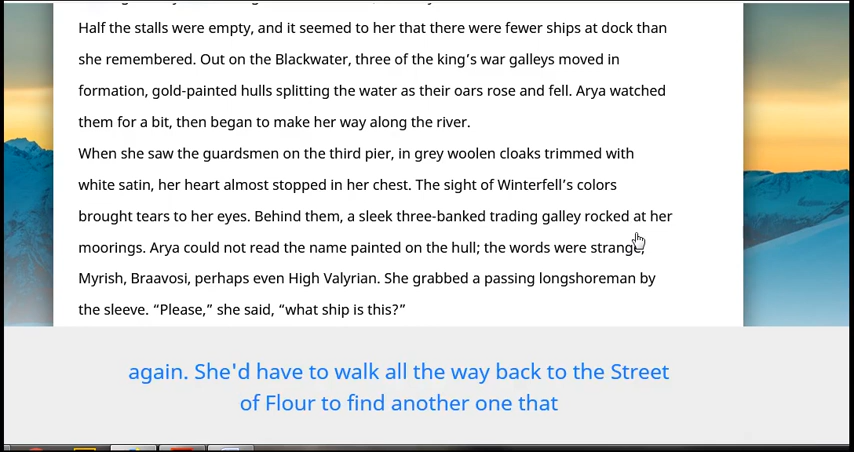 Half the stalls were empty, and it seemed to her that there were fewer ships at dock than
she remembered. Out on the Blackwater, three of the king’s war galleys moved in
formation, gold-painted hulls splitting the water as their oars rose and fell. Arya watched
them for a bit, then began to make her way along the river.
When she saw the guardsmen on the third pier, in grey woolen cloaks trimmed with
white satin, her heart almost stopped in her chest. The sight of Winterfell’s colors
brought tears to her eyes. Behind them, a sleek three-banked trading galley rocked at her
moorings. Arya could not read the name painted on the hull; the words were strange,
Myrish, Braavosi, perhaps even High Valyrian. She grabbed a passing longshoreman by
the sleeve. “Please,” she said, “what ship is this?”
again. She'd have to walk all the way back to the Street
of Flour to find another one that